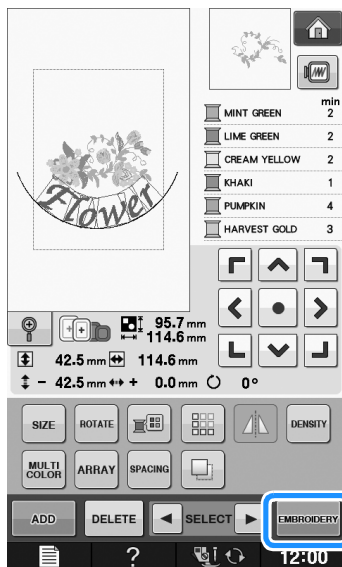 min
MINT GREEN 2
LIME GREEN 2
CREAM YELLOW 2
KHAKI 1
PUMPKIN 4
HARVEST GOLD 3
Flower
95.7 mm
114.6 mm
42.5 mm 114.6 mm
- 42.5 mm + 0.0 mm 0°
SIZE ROTATE DENSITY
MULTI COLOR ARRAY SPACING
ADD DELETE SELECT EMBROIDERY
? 12:00